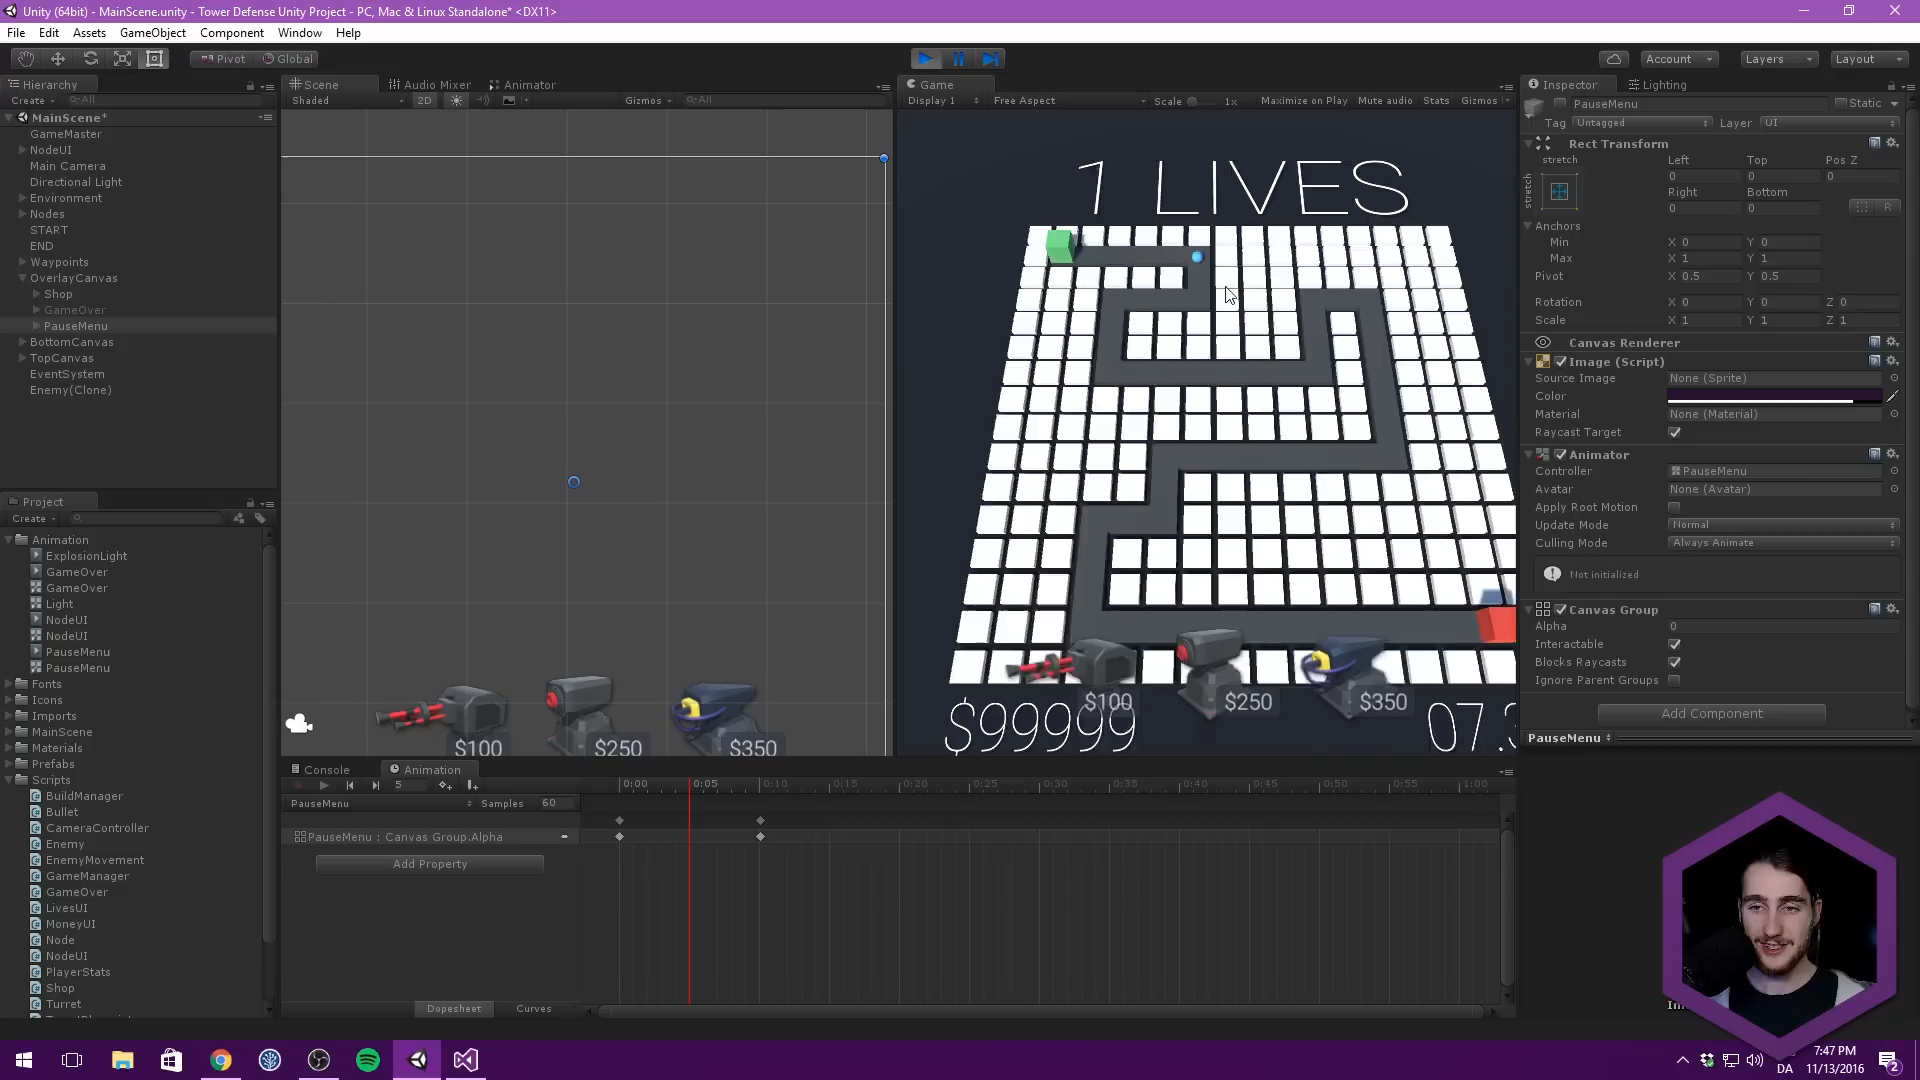 Unity (64bit) - MainScene.unity - Tower Defense Unity Project - PC, Mac & Linux Standalone* <DX11>
File Edit Assets GameObject Component Window Help
Pivot Global Account Layers Layout
Hierarchy
Create All
MainScene*
GameMaster
NodeUI
Main Camera
Directional Light
Environment
Nodes
START
END
Waypoints
OverlayCanvas
Shop
GameOver
PauseMenu
BottomCanvas
TopCanvas
EventSystem
Enemy(Clone)
Project
Create
Animation
ExplosionLight
GameOver
GameOver
Light
NodeUI
NodeUI
PauseMenu
PauseMenu
Fonts
Icons
Imports
MainScene
Materials
Prefabs
Scripts
BuildManager
Bullet
CameraController
Enemy
EnemyMovement
GameManager
GameOver
LivesUI
MoneyUI
Node
NodeUI
PlayerStats
Shop
Turret
Scene Audio Mixer Animator
Shaded 2D Gizmos All
$100 $250 $350
Game
Display 1 Free Aspect Scale 1x Maximize on Play Mute audio Stats Gizmos
1 LIVES
$100 $250 $350
$99999 07.3
Console Animation
5 0:00 0:05 0:10 0:15 0:20 0:25 0:30 0:35 0:40 0:45 0:50 0:55 1:00
PauseMenu Samples 60
PauseMenu : Canvas Group.Alpha
Add Property
Dopesheet Curves
Inspector Lighting
PauseMenu Static
Tag Untagged Layer UI
Rect Transform
stretch Left Top Pos Z
stretch 0 0 0
Right Bottom
0 0 R
Anchors
Min X 0 Y 0
Max X 1 Y 1
Pivot X 0.5 Y 0.5
Rotation X 0 Y 0 Z 0
Scale X 1 Y 1 Z 1
Canvas Renderer
Image (Script)
Source Image None (Sprite)
Color
Material None (Material)
Raycast Target
Animator
Controller PauseMenu
Avatar None (Avatar)
Apply Root Motion
Update Mode Normal
Culling Mode Always Animate
Not initialized
Canvas Group
Alpha 0
Interactable
Blocks Raycasts
Ignore Parent Groups
Add Component
PauseMenu
DA
7:47 PM
11/13/2016
2